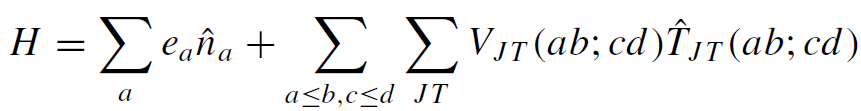 H = \sum_{a} e_a \hat{n}_a + \sum_{a \leq b, c \leq d} \sum_{JT} V_{JT}(ab; cd) \hat{T}_{JT}(ab; cd)